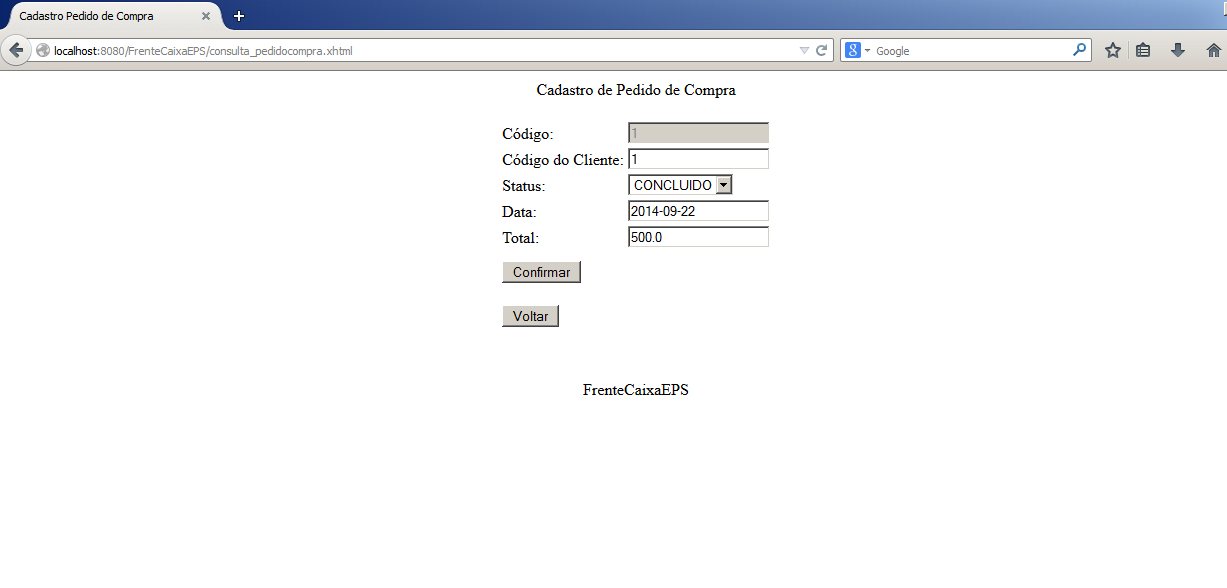 Cadastro Pedido de Compra
localhost:8080/FrenteCaixaEPS/consulta_pedidocompra.xhtml
8 Google
Cadastro de Pedido de Compra
Código: 1
Código do Cliente: 1
Status: CONCLUIDO
Data: 2014-09-22
Total: 500.0
Confirmar
Voltar
FrenteCaixaEPS